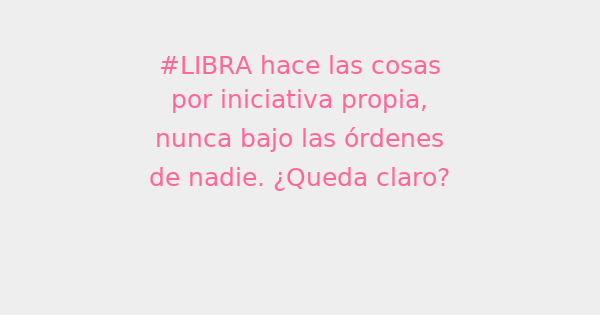 #LIBRA hace las cosas
por iniciativa propia,
nunca bajo las órdenes
de nadie. ¿Queda claro?